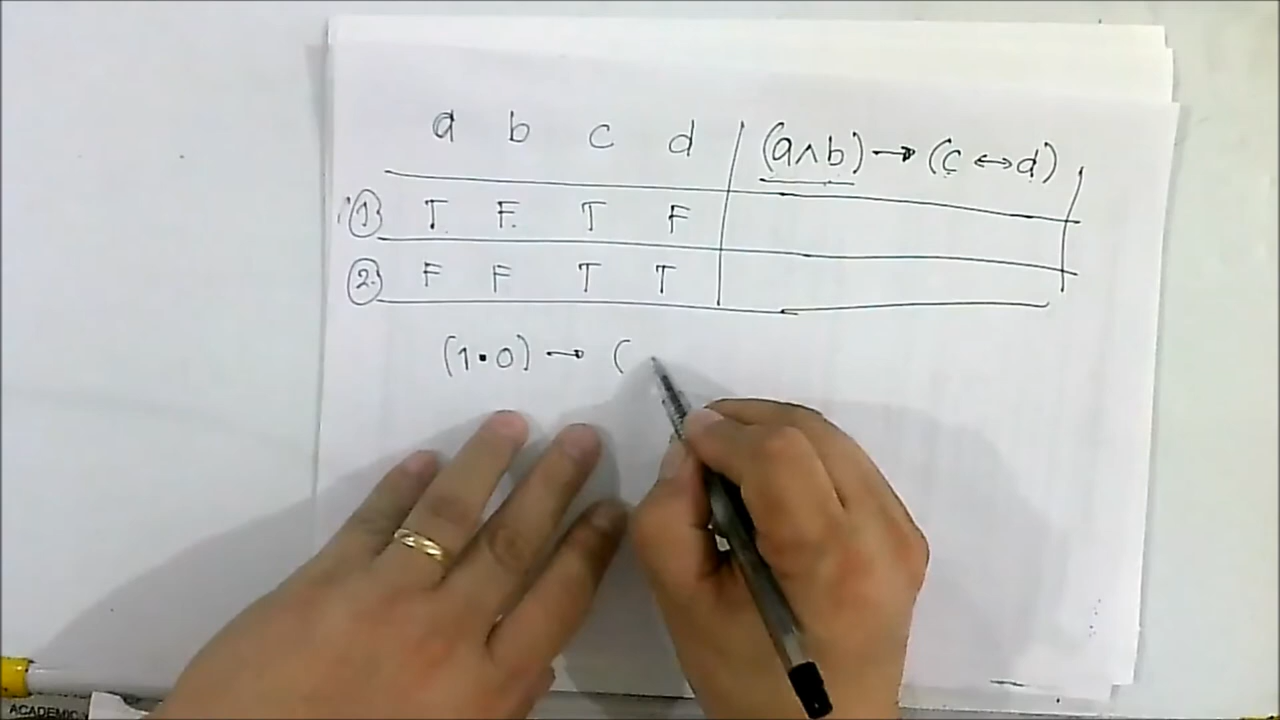 a b c d (a∧b) → (c ↔ d)
① T F T F
② F F T T
(1·0) → (
ACADEMIC